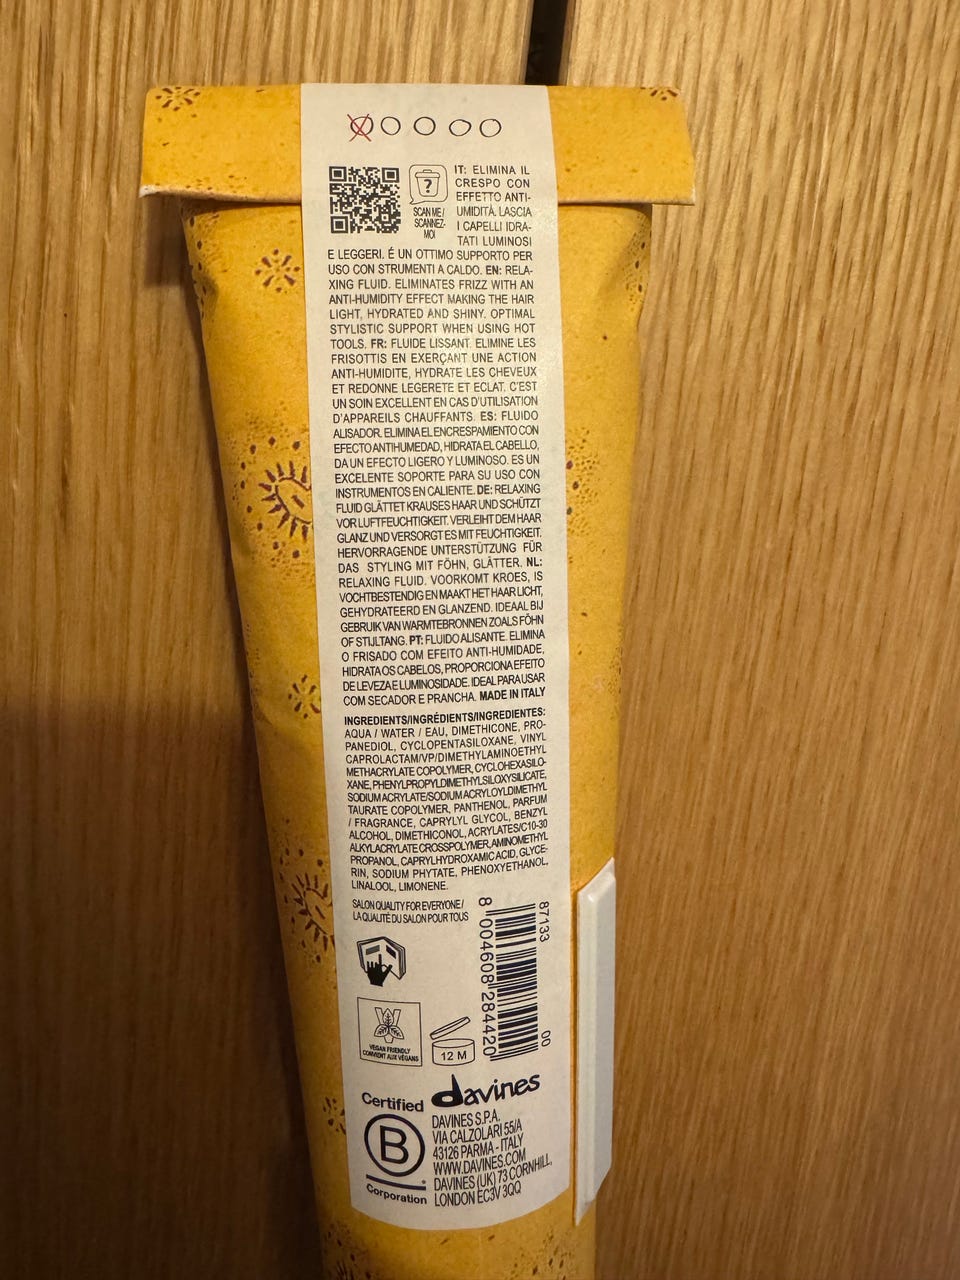 ?
SCAN ME /
SCANNEZ-
MOI
IT: ELIMINA IL
CRESPO CON
EFFETTO ANTI-
UMIDITÀ. LASCIA
I CAPELLI IDRA-
TATI LUMINOSI
E LEGGERI. É UN OTTIMO SUPPORTO PER
USO CON STRUMENTI A CALDO. EN: RELA-
XING FLUID. ELIMINATES FRIZZ WITH AN
ANTI-HUMIDITY EFFECT MAKING THE HAIR
LIGHT, HYDRATED AND SHINY. OPTIMAL
STYLISTIC SUPPORT WHEN USING HOT
TOOLS. FR: FLUIDE LISSANT. ELIMINE LES
FRISOTTIS EN EXERÇANT UNE ACTION
ANTI-HUMIDITE, HYDRATE LES CHEVEUX
ET REDONNE LEGERETE ET ECLAT. C'EST
UN SOIN EXCELLENT EN CAS D'UTILISATION
D'APPAREILS CHAUFFANTS. ES: FLUIDO
ALISADOR. ELIMINA EL ENCRESPAMIENTO CON
EFECTO ANTIHUMEDAD, HIDRATA EL CABELLO,
DA UN EFECTO LIGERO Y LUMINOSO. ES UN
EXCELENTE SOPORTE PARA SU USO CON
INSTRUMENTOS EN CALIENTE. DE: RELAXING
FLUID GLÄTTET KRAUSES HAAR UND SCHÜTZT
VOR LUFTFEUCHTIGKEIT. VERLEIHT DEM HAAR
GLANZ UND VERSORGT ES MIT FEUCHTIGKEIT.
HERVORRAGENDE UNTERSTÜTZUNG FÜR
DAS STYLING MIT FÖHN, GLÄTTER. NL:
RELAXING FLUID. VOORKOMT KROES, IS
VOCHTBESTENDIG EN MAAKT HET HAAR LICHT,
GEHYDRATEERD EN GLANZEND. IDEAAL BIJ
GEBRUIK VAN WARMTEBRONNEN ZOALS FÖHN
OF STIJLTANG. PT: FLUIDO ALISANTE. ELIMINA
O FRISADO COM EFEITO ANTI-HUMIDADE,
HIDRATA OS CABELOS, PROPORCIONA EFEITO
DE LEVEZA E LUMINOSIDADE. IDEAL PARA USAR
COM SECADOR E PRANCHA. MADE IN ITALY
INGREDIENTS/INGRÉDIENTS/INGREDIENTES:
AQUA / WATER / EAU, DIMETHICONE, PRO-
PANEDIOL, CYCLOPENTASILOXANE, VINYL
CAPROLACTAM/VP/DIMETHYLAMINOETHYL
METHACRYLATE COPOLYMER, CYCLOHEXASILO-
XANE, PHENYLPROPYLDIMETHYLSILOXYSILICATE,
SODIUM ACRYLATE/SODIUM ACRYLOYLDIMETHYL
TAURATE COPOLYMER, PANTHENOL, PARFUM
/ FRAGRANCE, CAPRYLYL GLYCOL, BENZYL
ALCOHOL, DIMETHICONOL, ACRYLATES/C10-30
ALKYL ACRYLATE CROSSPOLYMER, AMINOMETHYL
PROPANOL, CAPRYLHYDROXAMIC ACID, GLYCE-
RIN, SODIUM PHYTATE, PHENOXYETHANOL,
LINALOOL, LIMONENE.
SALON QUALITY FOR EVERYONE /
LA QUALITÉ DU SALON POUR TOUS
87133 00
8 004608 284420
VEGAN FRIENDLY
CONVIENT AUX VÉGANS
12 M
Certified
B
Corporation
davines
DAVINES S.P.A.
VIA CALZOLARI 55/A
43126 PARMA - ITALY
WWW.DAVINES.COM
DAVINES (UK) 73 CORNHILL,
LONDON EC3V 3QQ